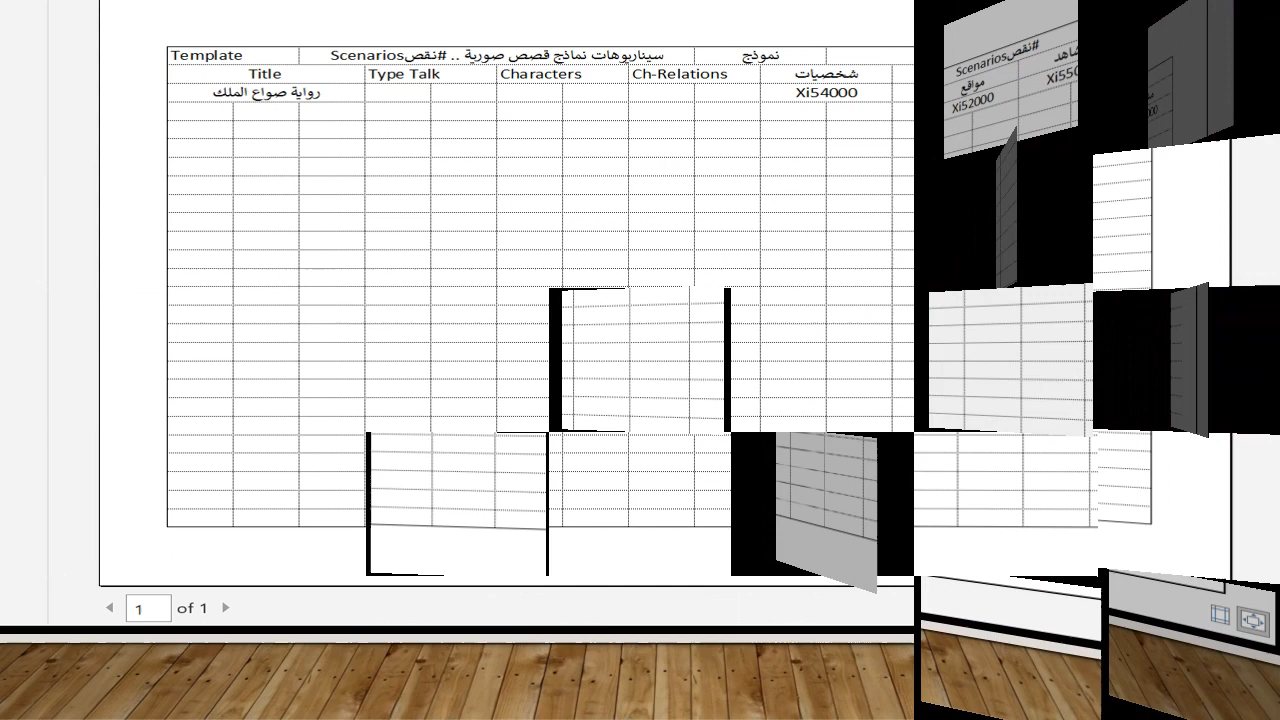 Template سيناريوهات نماذج قصص صورية .. #نقصScenarios نموذج
#نقصScenarios
Title Type Talk Characters Ch-Relations شخصيات مواقع
رواية صواع الملك Xi54000 Xi52000
1 of 1